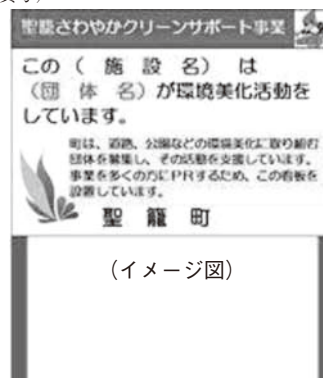 聖籠さわやかクリーンサポート事業
この（施設名）は
（団体名）が環境美化活動を
しています。
町は、道路、公園などの環境美化に取り組む
団体を募集し、その活動を支援しています。
事業を多くの方にPRするため、この看板を
設置しています。
聖籠町
（イメージ図）